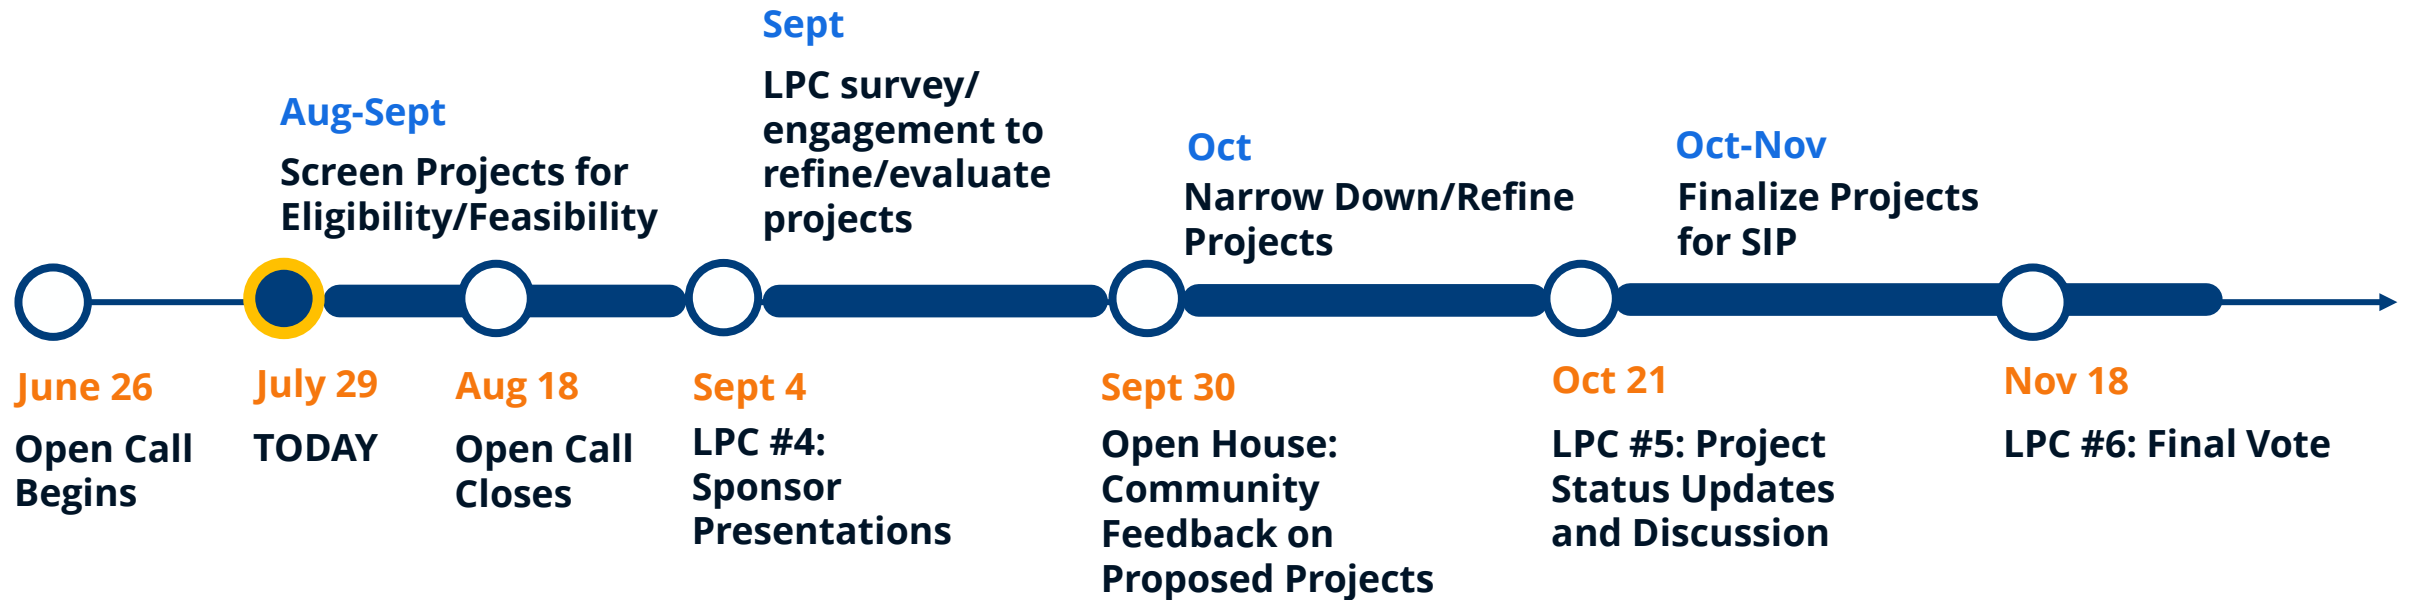 Sept
LPC survey/
engagement to
refine/evaluate
projects
Aug-Sept
Screen Projects for
Eligibility/Feasibility
Oct
Narrow Down/Refine
Projects
Oct-Nov
Finalize Projects
for SIP
June 26
Open Call
Begins
July 29
TODAY
Aug 18
Open Call
Closes
Sept 4
LPC #4:
Sponsor
Presentations
Sept 30
Open House:
Community
Feedback on
Proposed Projects
Oct 21
LPC #5: Project
Status Updates
and Discussion
Nov 18
LPC #6: Final Vote